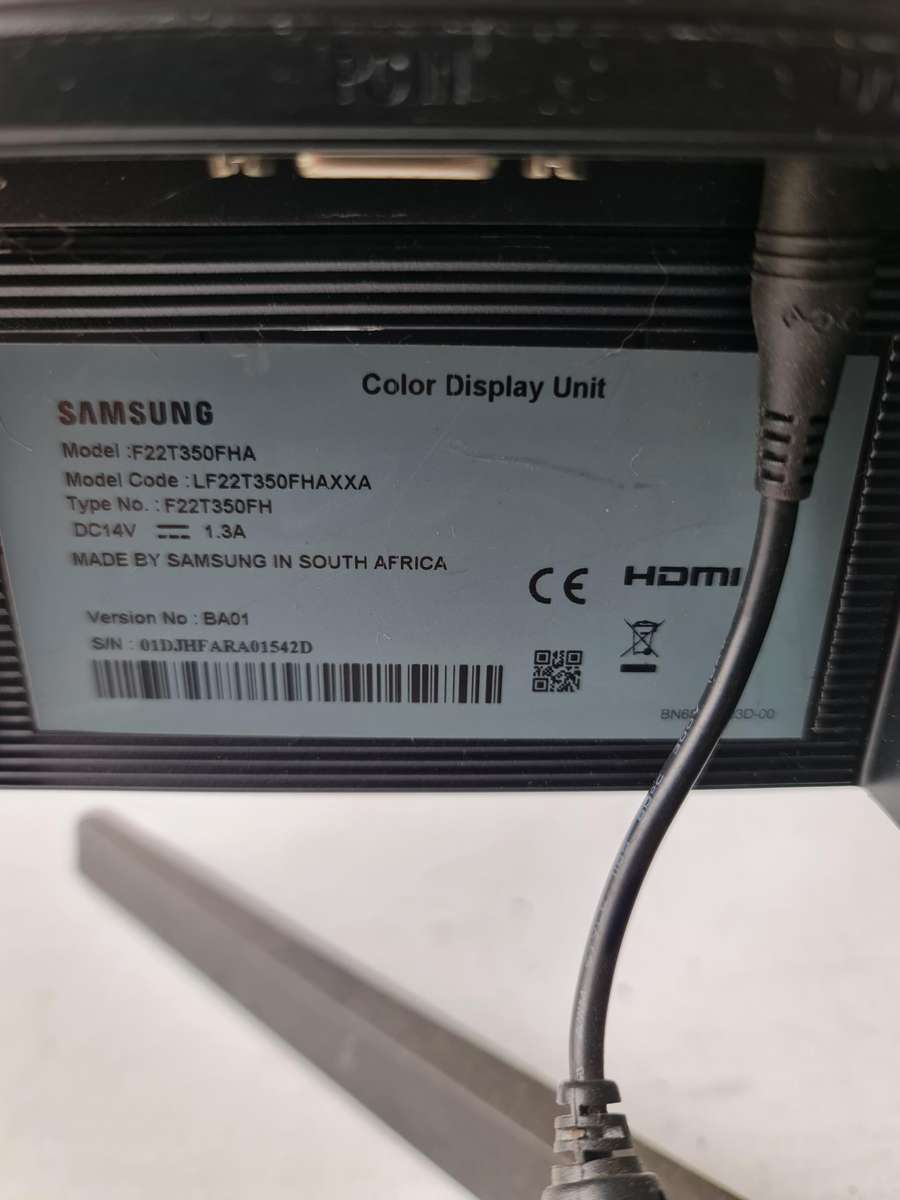 Color Display Unit
SAMSUNG
Model :F22T350FHA
Model Code : LF22T350FHAXXA
Type No. : F22T350FH
DC14V 1.3A
MADE BY SAMSUNG IN SOUTH AFRICA
CE HDMI
Version No : BA01
S/N : 01DJHFARA01542D